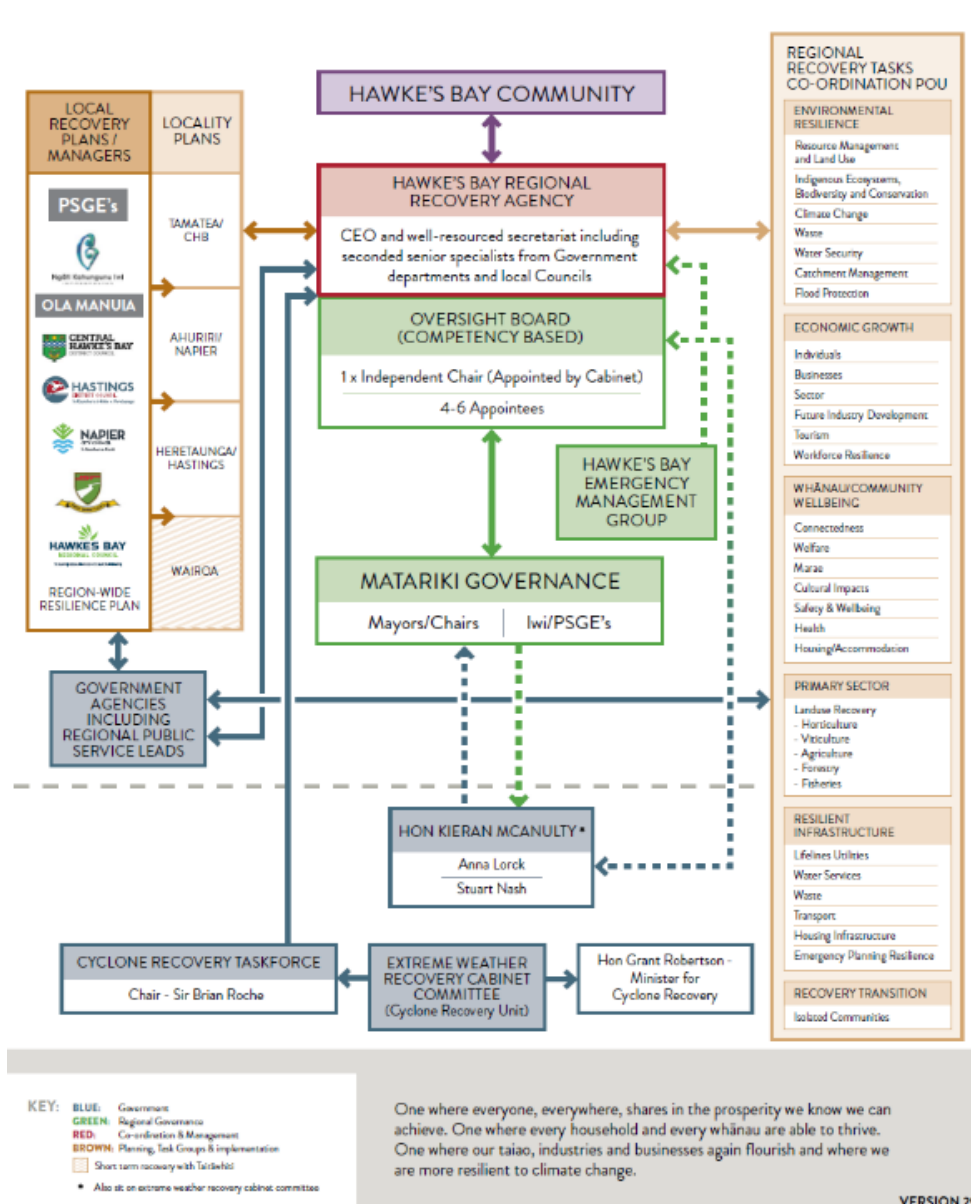 HAWKE'S BAY COMMUNITY
LOCAL
RECOVERY
PLANS /
MANAGERS
LOCALITY
PLANS
PSGE's
OLA MANUIA
CENTRAL
HAWKE'S BAY
HASTINGS
NAPIER
HAWKE'S BAY
REGIONAL COUNCIL
REGION-WIDE
RESILIENCE PLAN
TAMATEA/
CHB
AHURIRI/
NAPIER
HERETAUNGA/
HASTINGS
WAIROA
HAWKE'S BAY REGIONAL
RECOVERY AGENCY
CEO and well-resourced secretariat including
seconded senior specialists from Government
departments and local Councils
OVERSIGHT BOARD
(COMPETENCY BASED)
1 x Independent Chair (Appointed by Cabinet)
4-6 Appointees
HAWKE'S BAY
EMERGENCY
MANAGEMENT
GROUP
MATARIKI GOVERNANCE
Mayors/Chairs
Iwi/PSGE's
GOVERNMENT
AGENCIES
INCLUDING
REGIONAL PUBLIC
SERVICE LEADS
HON KIERAN MCANULTY *
Anna Lorck
Stuart Nash
CYCLONE RECOVERY TASKFORCE
Chair - Sir Brian Roche
EXTREME WEATHER
RECOVERY CABINET
COMMITTEE
(Cyclone Recovery Unit)
Hon Grant Robertson -
Minister for
Cyclone Recovery
REGIONAL
RECOVERY TASKS
CO-ORDINATION POU
ENVIRONMENTAL
RESILIENCE
Resource Management
and Land Use
Indigenous Ecosystems,
Biodiversity and Conservation
Climate Change
Waste
Water Security
Catchment Management
Flood Protection
ECONOMIC GROWTH
Individuals
Businesses
Sector
Future Industry Development
Tourism
Workforce Resilience
WHĀNAU/COMMUNITY
WELLBEING
Connectedness
Welfare
Marae
Cultural Impacts
Safety & Wellbeing
Health
Housing/Accommodation
PRIMARY SECTOR
Landuse Recovery
- Horticulture
- Viticulture
- Agriculture
- Forestry
- Fisheries
RESILIENT
INFRASTRUCTURE
Lifelines Utilities
Water Services
Waste
Transport
Housing Infrastructure
Emergency Planning Resilience
RECOVERY TRANSITION
Isolated Communities
KEY:
BLUE: Government
GREEN: Regional Governance
RED: Co-ordination & Management
BROWN: Planning, Task Groups & implementation
Short term recovery with Tairāwhiti
* Also sit on extreme weather recovery cabinet committee
One where everyone, everywhere, shares in the prosperity we know we can
achieve. One where every household and every whānau are able to thrive.
One where our taiao, industries and businesses again flourish and where we
are more resilient to climate change.